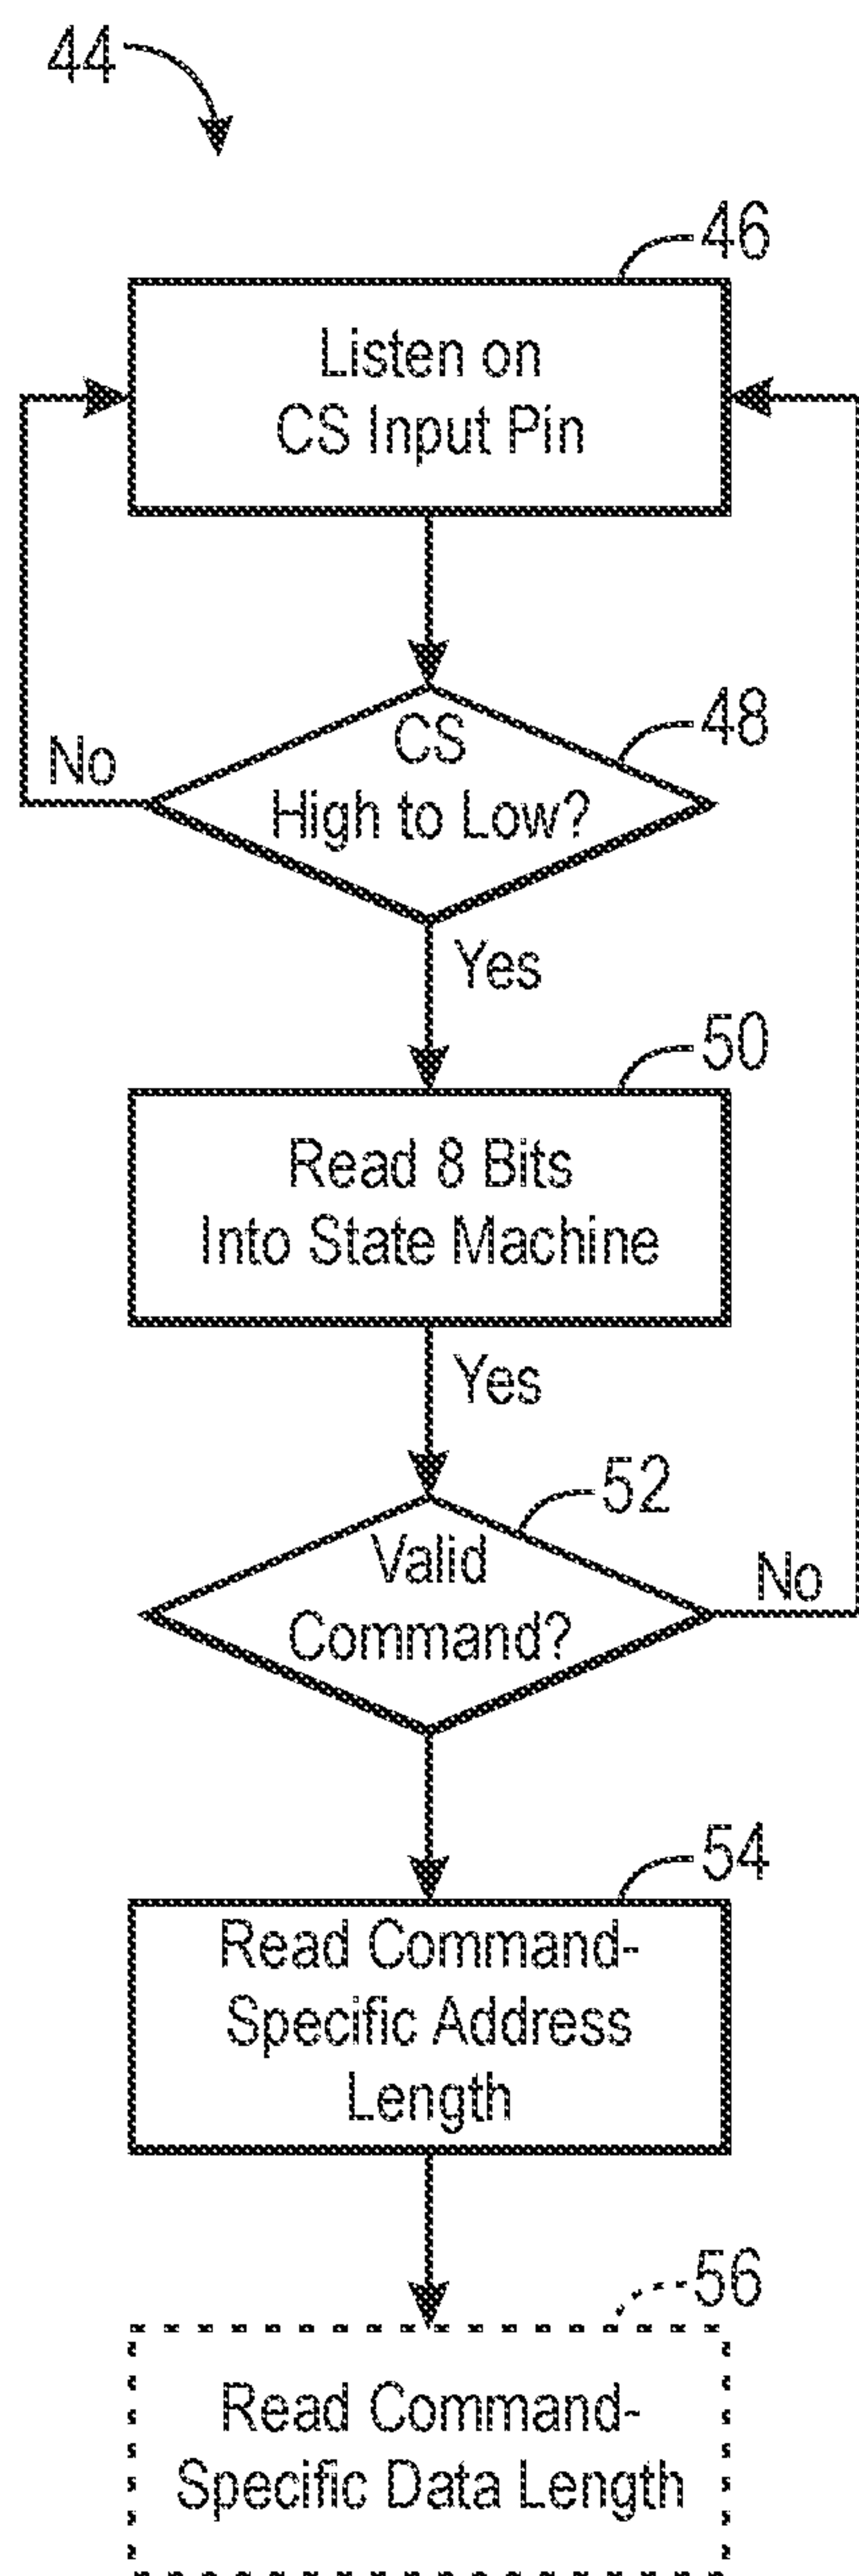 44
46
Listen on
CS Input Pin
48
CS
High to Low?
No
Yes
50
Read 8 Bits
Into State Machine
Yes
52
Valid
Command?
No
54
Read Command-
Specific Address
Length
56
Read Command-
Specific Data Length